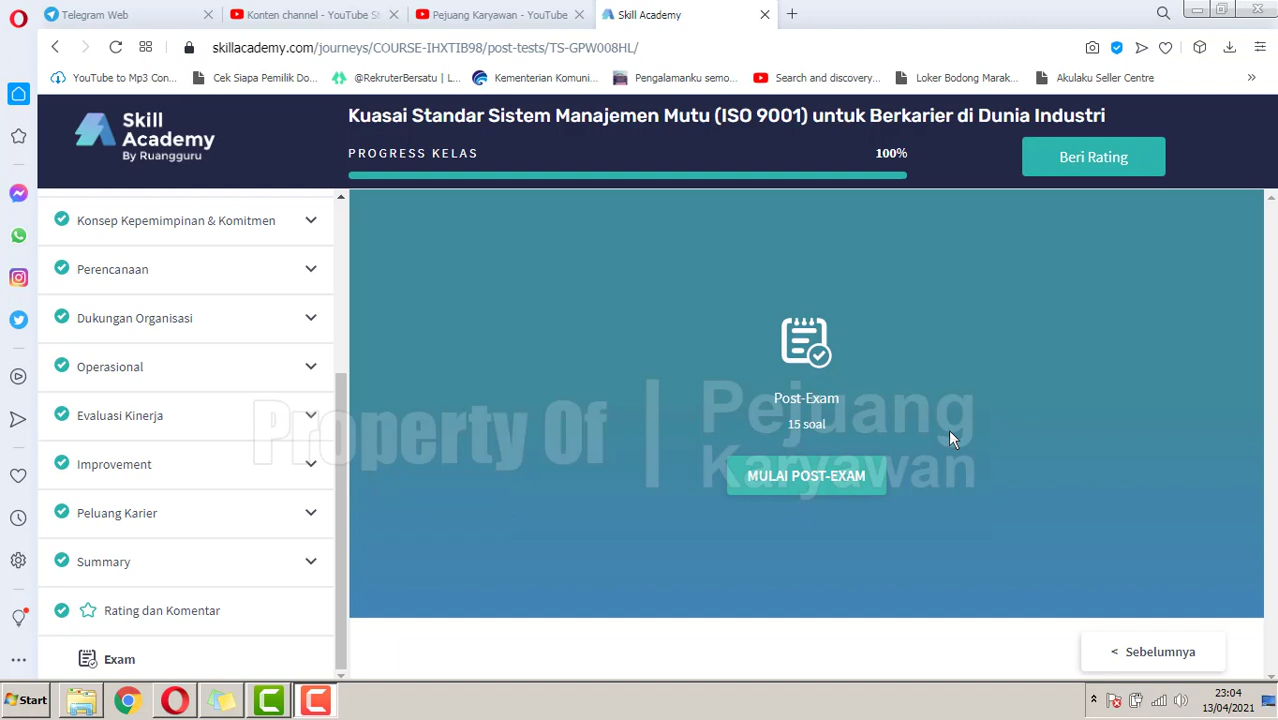 Telegram Web
Konten channel - YouTube St
Pejuang Karyawan - YouTube
Skill Academy
skillacademy.com/journeys/COURSE-IHXTIB98/post-tests/TS-GPW008HL/
YouTube to Mp3 Con...
Cek Siapa Pemilik Do...
@RekruterBersatu | L...
Kementerian Komuni...
Pengalamanku semo...
Search and discovery...
Loker Bodong Marak...
Akulaku Seller Centre
Skill
Academy
By Ruangguru
Kuasai Standar Sistem Manajemen Mutu (ISO 9001) untuk Berkarier di Dunia Industri
PROGRESS KELAS
100%
Beri Rating
Konsep Kepemimpinan & Komitmen
Perencanaan
Dukungan Organisasi
Operasional
Evaluasi Kinerja
Improvement
Peluang Karier
Summary
Rating dan Komentar
Exam
Post-Exam
15 soal
MULAI POST-EXAM
Property Of | Pejuang
Karyawan
< Sebelumnya
Start
23:04
13/04/2021